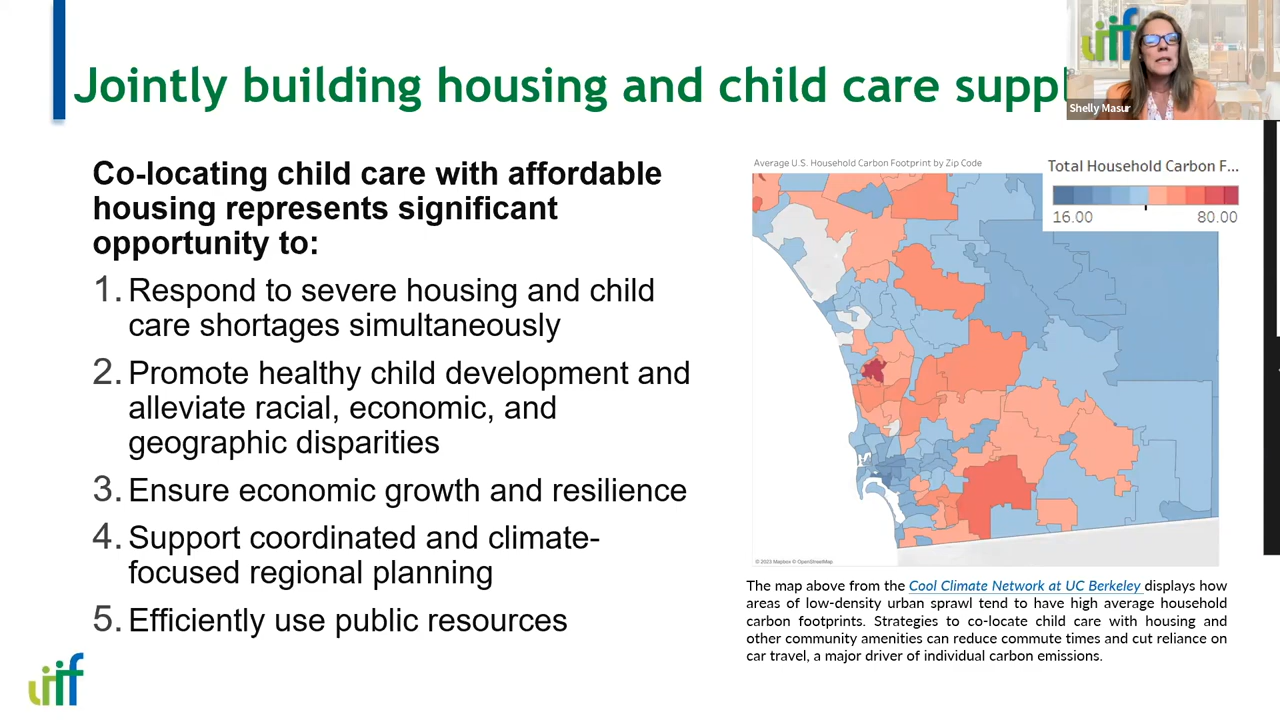 Jointly building housing and child care
Shelly Masur
Co-locating child care with affordable
housing represents significant
opportunity to:
1. Respond to severe housing and child
care shortages simultaneously
2. Promote healthy child development and
alleviate racial, economic, and
geographic disparities
3. Ensure economic growth and resilience
4. Support coordinated and climate-
focused regional planning
5. Efficiently use public resources
Average U.S. Household Carbon Footprint by Zip Code
Total Household Carbon F...
16.00 80.00
© 2023 Mapbox © OpenStreetMap
The map above from the Cool Climate Network at UC Berkeley displays how
areas of low-density urban sprawl tend to have high average household
carbon footprints. Strategies to co-locate child care with housing and
other community amenities can reduce commute times and cut reliance on
car travel, a major driver of individual carbon emissions.
liif
liif